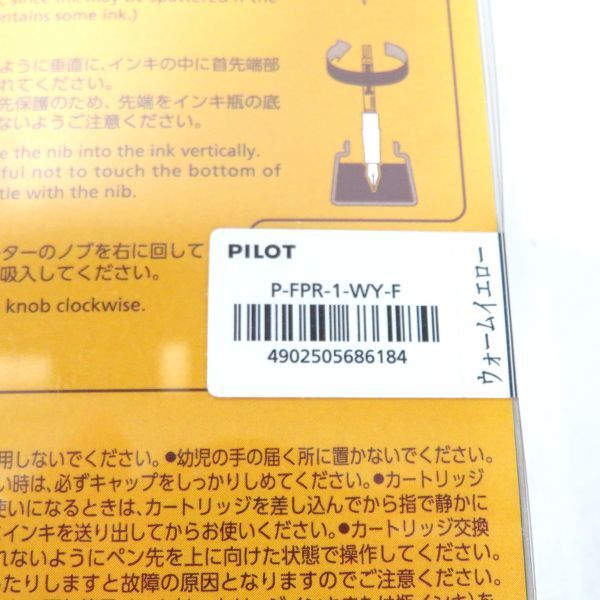 since ink may be spattered if the
contains some ink.)
ように垂直に、インキの中に首先端部
れてください。
先保護のため、先端をインキ瓶の底
ないようご注意ください。
e the nib into the ink vertically.
ful not to touch the bottom of
tle with the nib.
ーターのノブを右に回して
吸入してください。
knob clockwise.
PILOT
P-FPR-1-WY-F
4902505686184
ウォームイエロー
用しないでください。●幼児の手の届く所に置かないでください。
い時は、必ずキャップをしっかりしめてください。●カートリッジ
使いになるときは、カートリッジを差し込んでから指で静かに
インキを送り出してからお使いください。●カートリッジ交換
れないようにペン先を上に向けた状態で操作してください。
ったりしますと故障の原因となりますのでご注意ください。